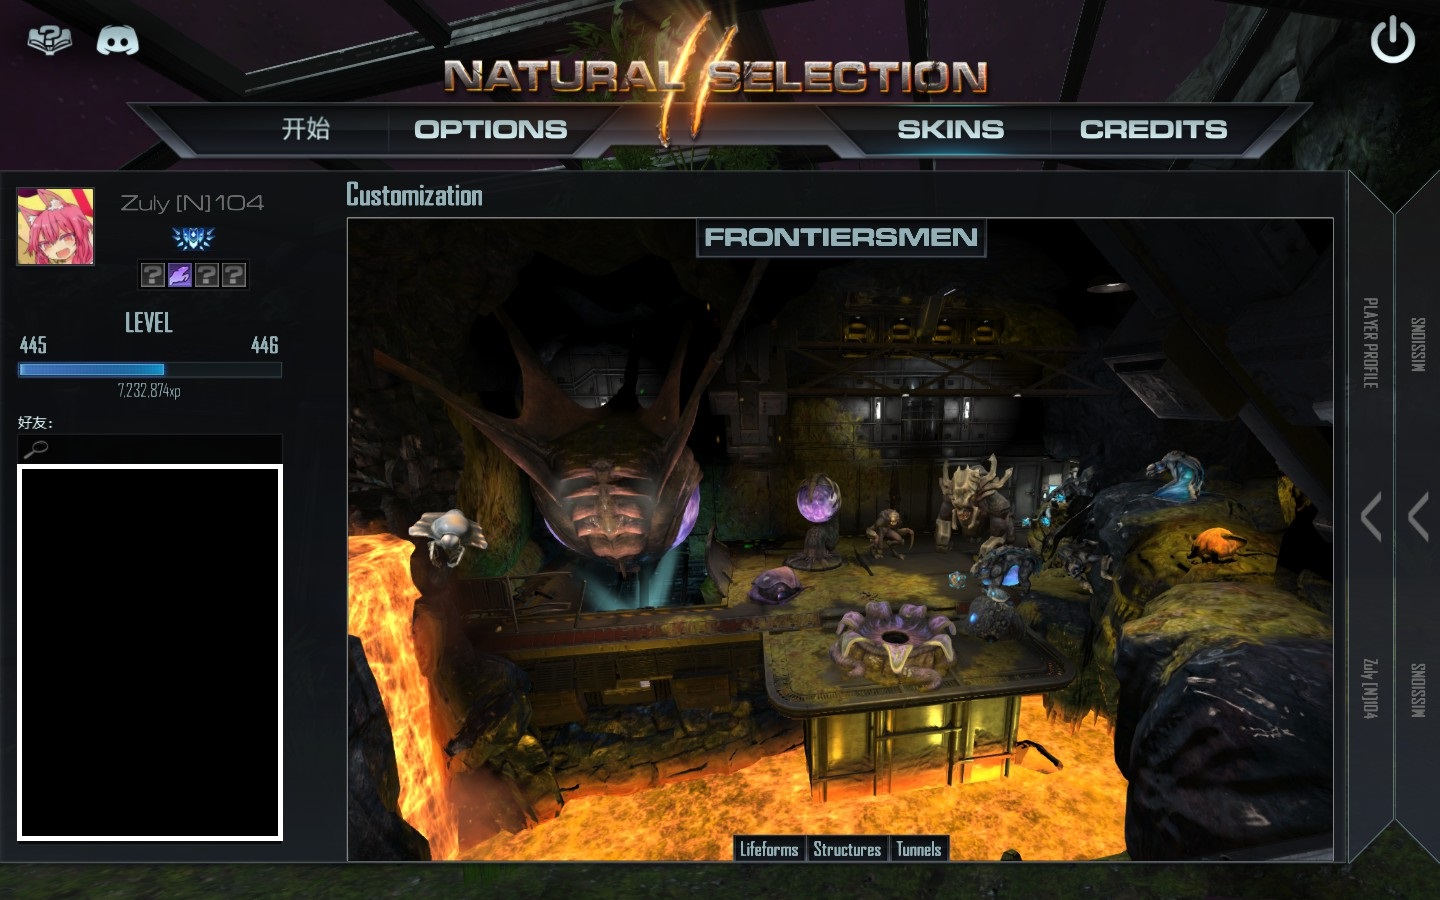 NATURAL SELECTION
开始
OPTIONS
SKINS
CREDITS
Zuly [N]104
? ? ?
LEVEL
445
446
7,232,874xp
好友:
Customization
FRONTIERSMEN
Lifeforms
Structures
Tunnels
PLAYER PROFILE
Zuly [N]104
MISSIONS
MISSIONS